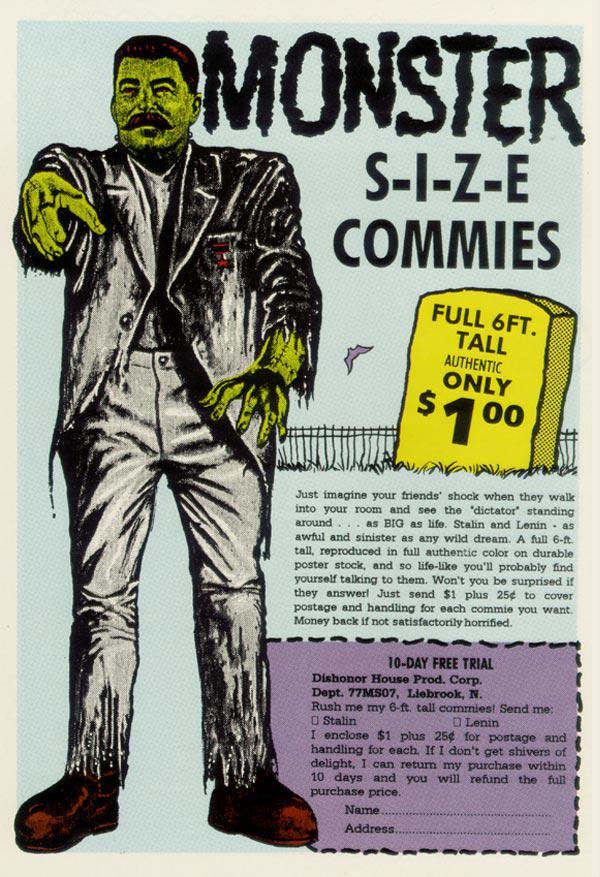 MONSTER
S-I-Z-E
COMMIES
FULL 6FT.
TALL
AUTHENTIC
ONLY
$1.00
Just imagine your friends' shock when they walk
into your room and see the "dictator" standing
around . . . as BIG as life. Stalin and Lenin - as
awful and sinister as any wild dream. A full 6-ft.
tall, reproduced in full authentic color on durable
poster stock, and so life-like you'll probably find
yourself talking to them. Won't you be surprised if
they answer! Just send $1 plus 25¢ to cover
postage and handling for each commie you want.
Money back if not satisfactorily horrified.
10-DAY FREE TRIAL
Dishonor House Prod. Corp.
Dept. 77MS07, Liebrook, N.
Rush me my 6-ft. tall commies! Send me:
☐ Stalin ☐ Lenin
I enclose $1 plus 25¢ for postage and
handling for each. If I don't get shivers of
delight, I can return my purchase within
10 days and you will refund the full
purchase price.
Name
Address